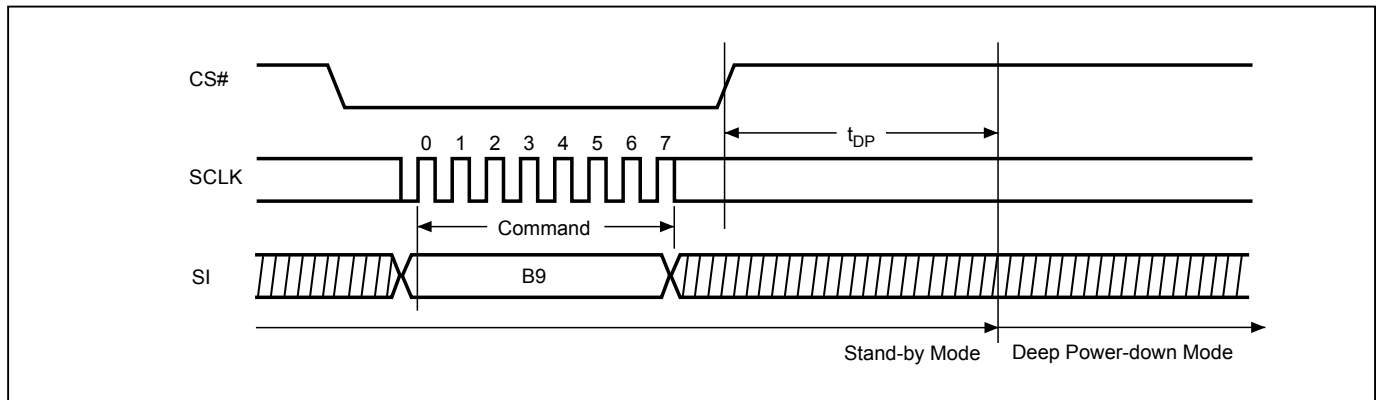 CS#
t_DP
0 1 2 3 4 5 6 7
SCLK
Command
SI
B9
Stand-by Mode
Deep Power-down Mode